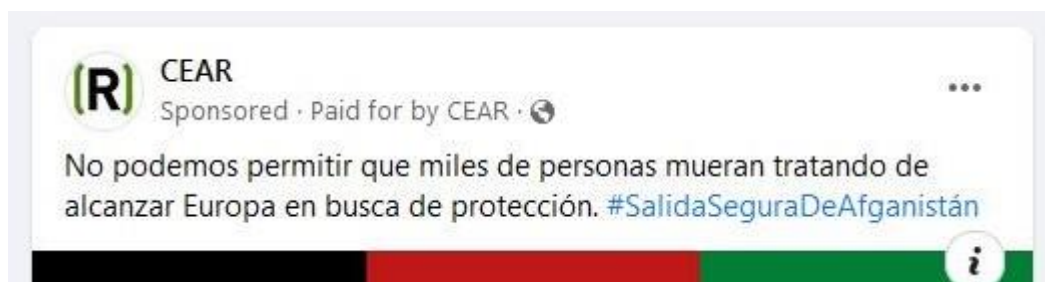 (R) CEAR
Sponsored · Paid for by CEAR ·
No podemos permitir que miles de personas mueran tratando de
alcanzar Europa en busca de protección. #SalidaSeguraDeAfganistán
i